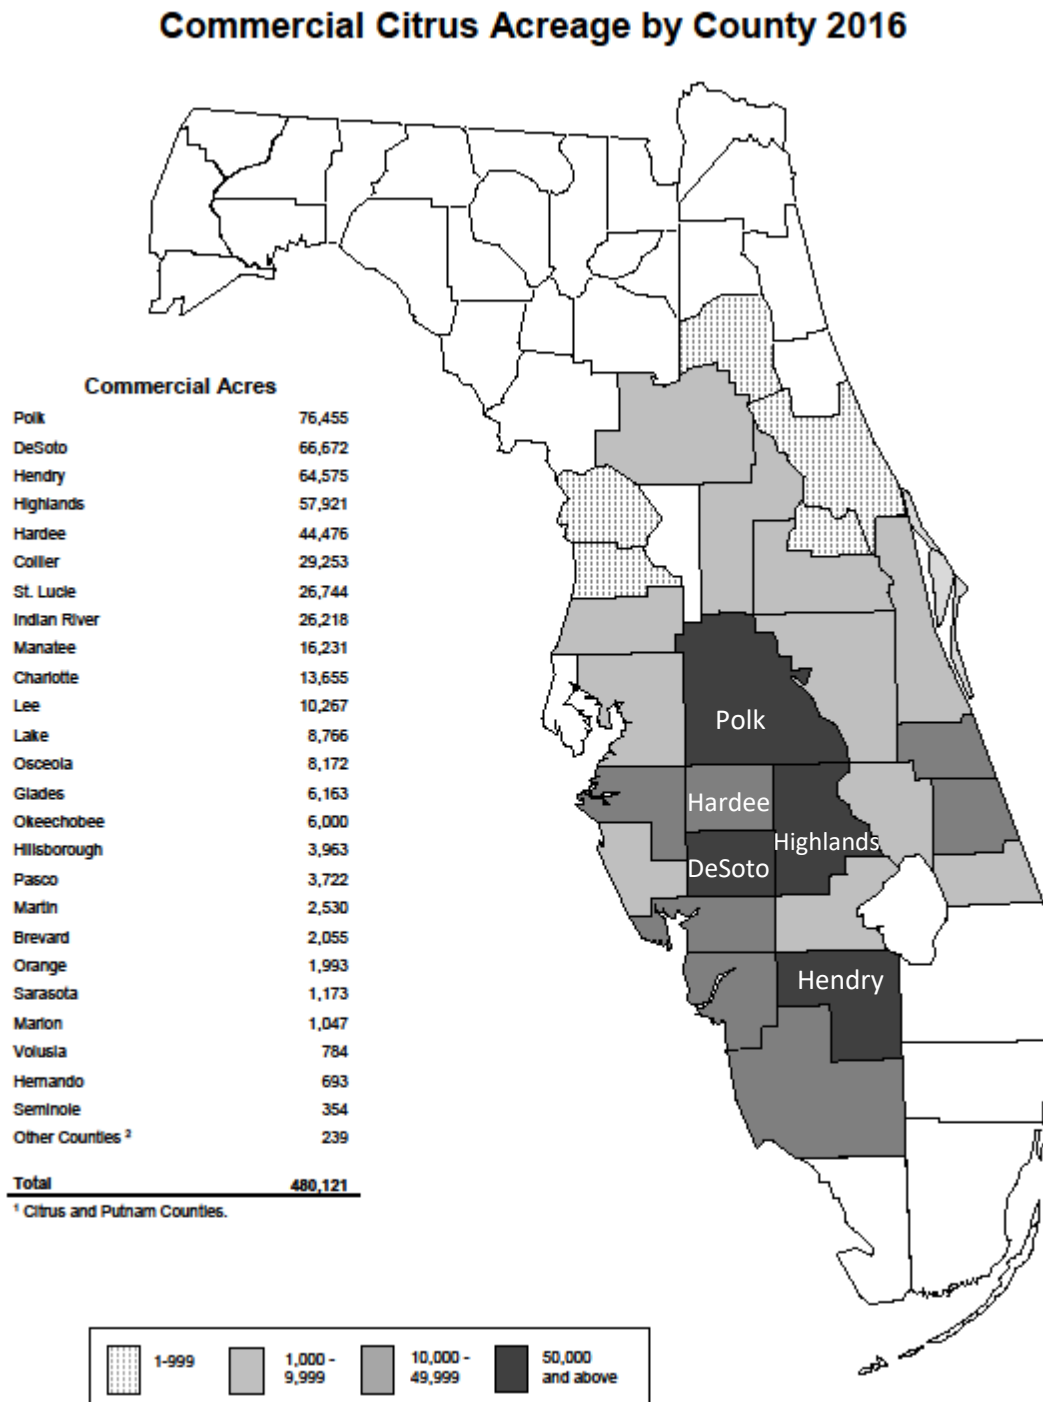 Commercial Citrus Acreage by County 2016
Commercial Acres
Polk 76,455
DeSoto 66,672
Hendry 64,575
Highlands 57,921
Hardee 44,476
Collier 29,253
St. Lucie 26,744
Indian River 26,218
Manatee 16,231
Charlotte 13,655
Lee 10,267
Lake 8,766
Osceola 8,172
Glades 6,163
Okeechobee 6,000
Hillsborough 3,963
Pasco 3,722
Martin 2,530
Brevard 2,055
Orange 1,993
Sarasota 1,173
Marion 1,047
Volusia 784
Hernando 693
Seminole 354
Other Counties ² 239
Total 480,121
¹ Citrus and Putnam Counties.
Polk
Hardee
Highlands
DeSoto
Hendry
1-999
1,000 -
9,999
10,000 -
49,999
50,000
and above